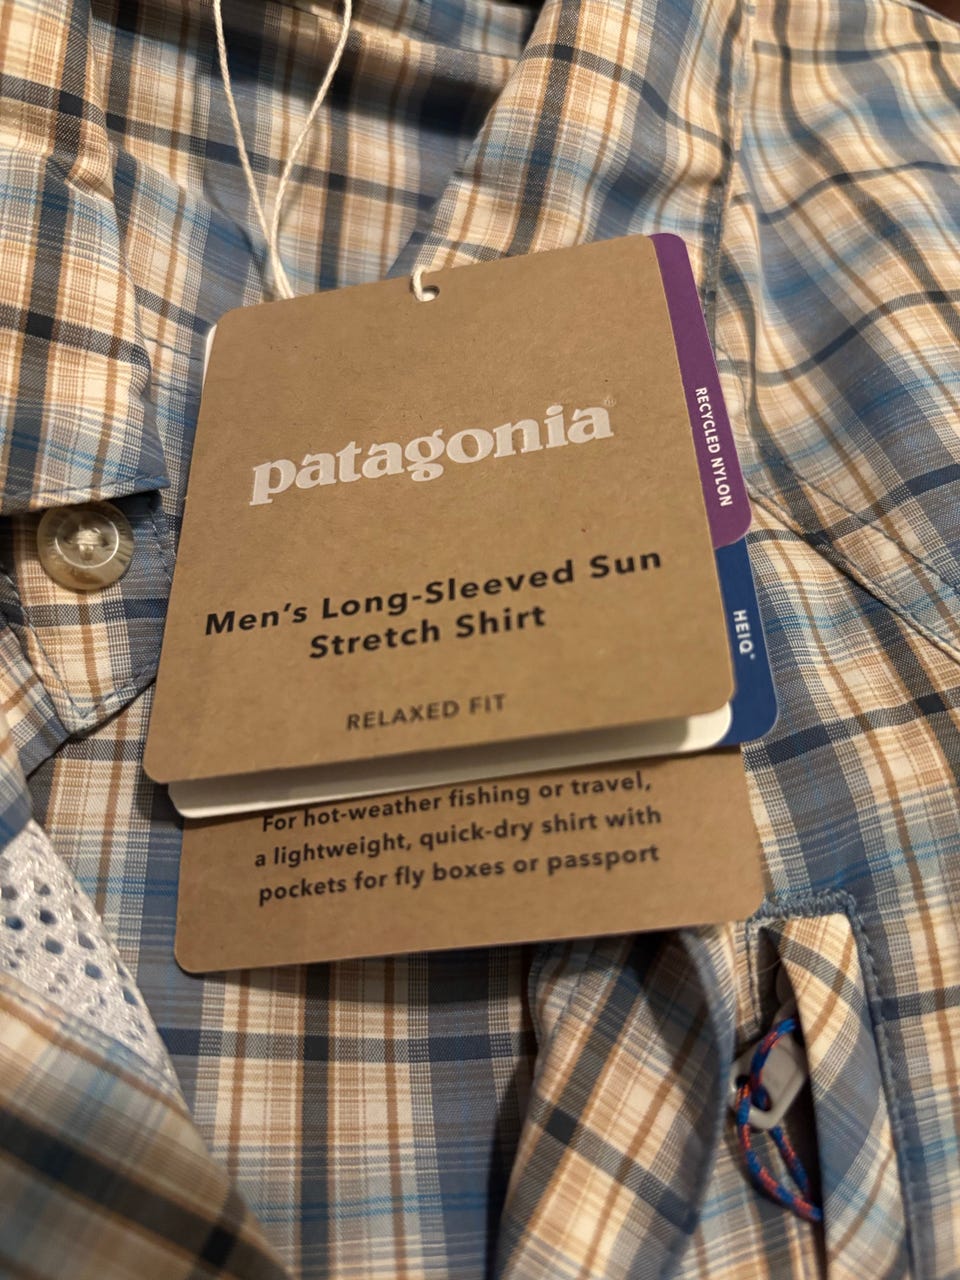 patagonia®
Men's Long-Sleeved Sun
Stretch Shirt
RELAXED FIT
For hot-weather fishing or travel,
a lightweight, quick-dry shirt with
pockets for fly boxes or passport
RECYCLED NYLON
HEIQ®